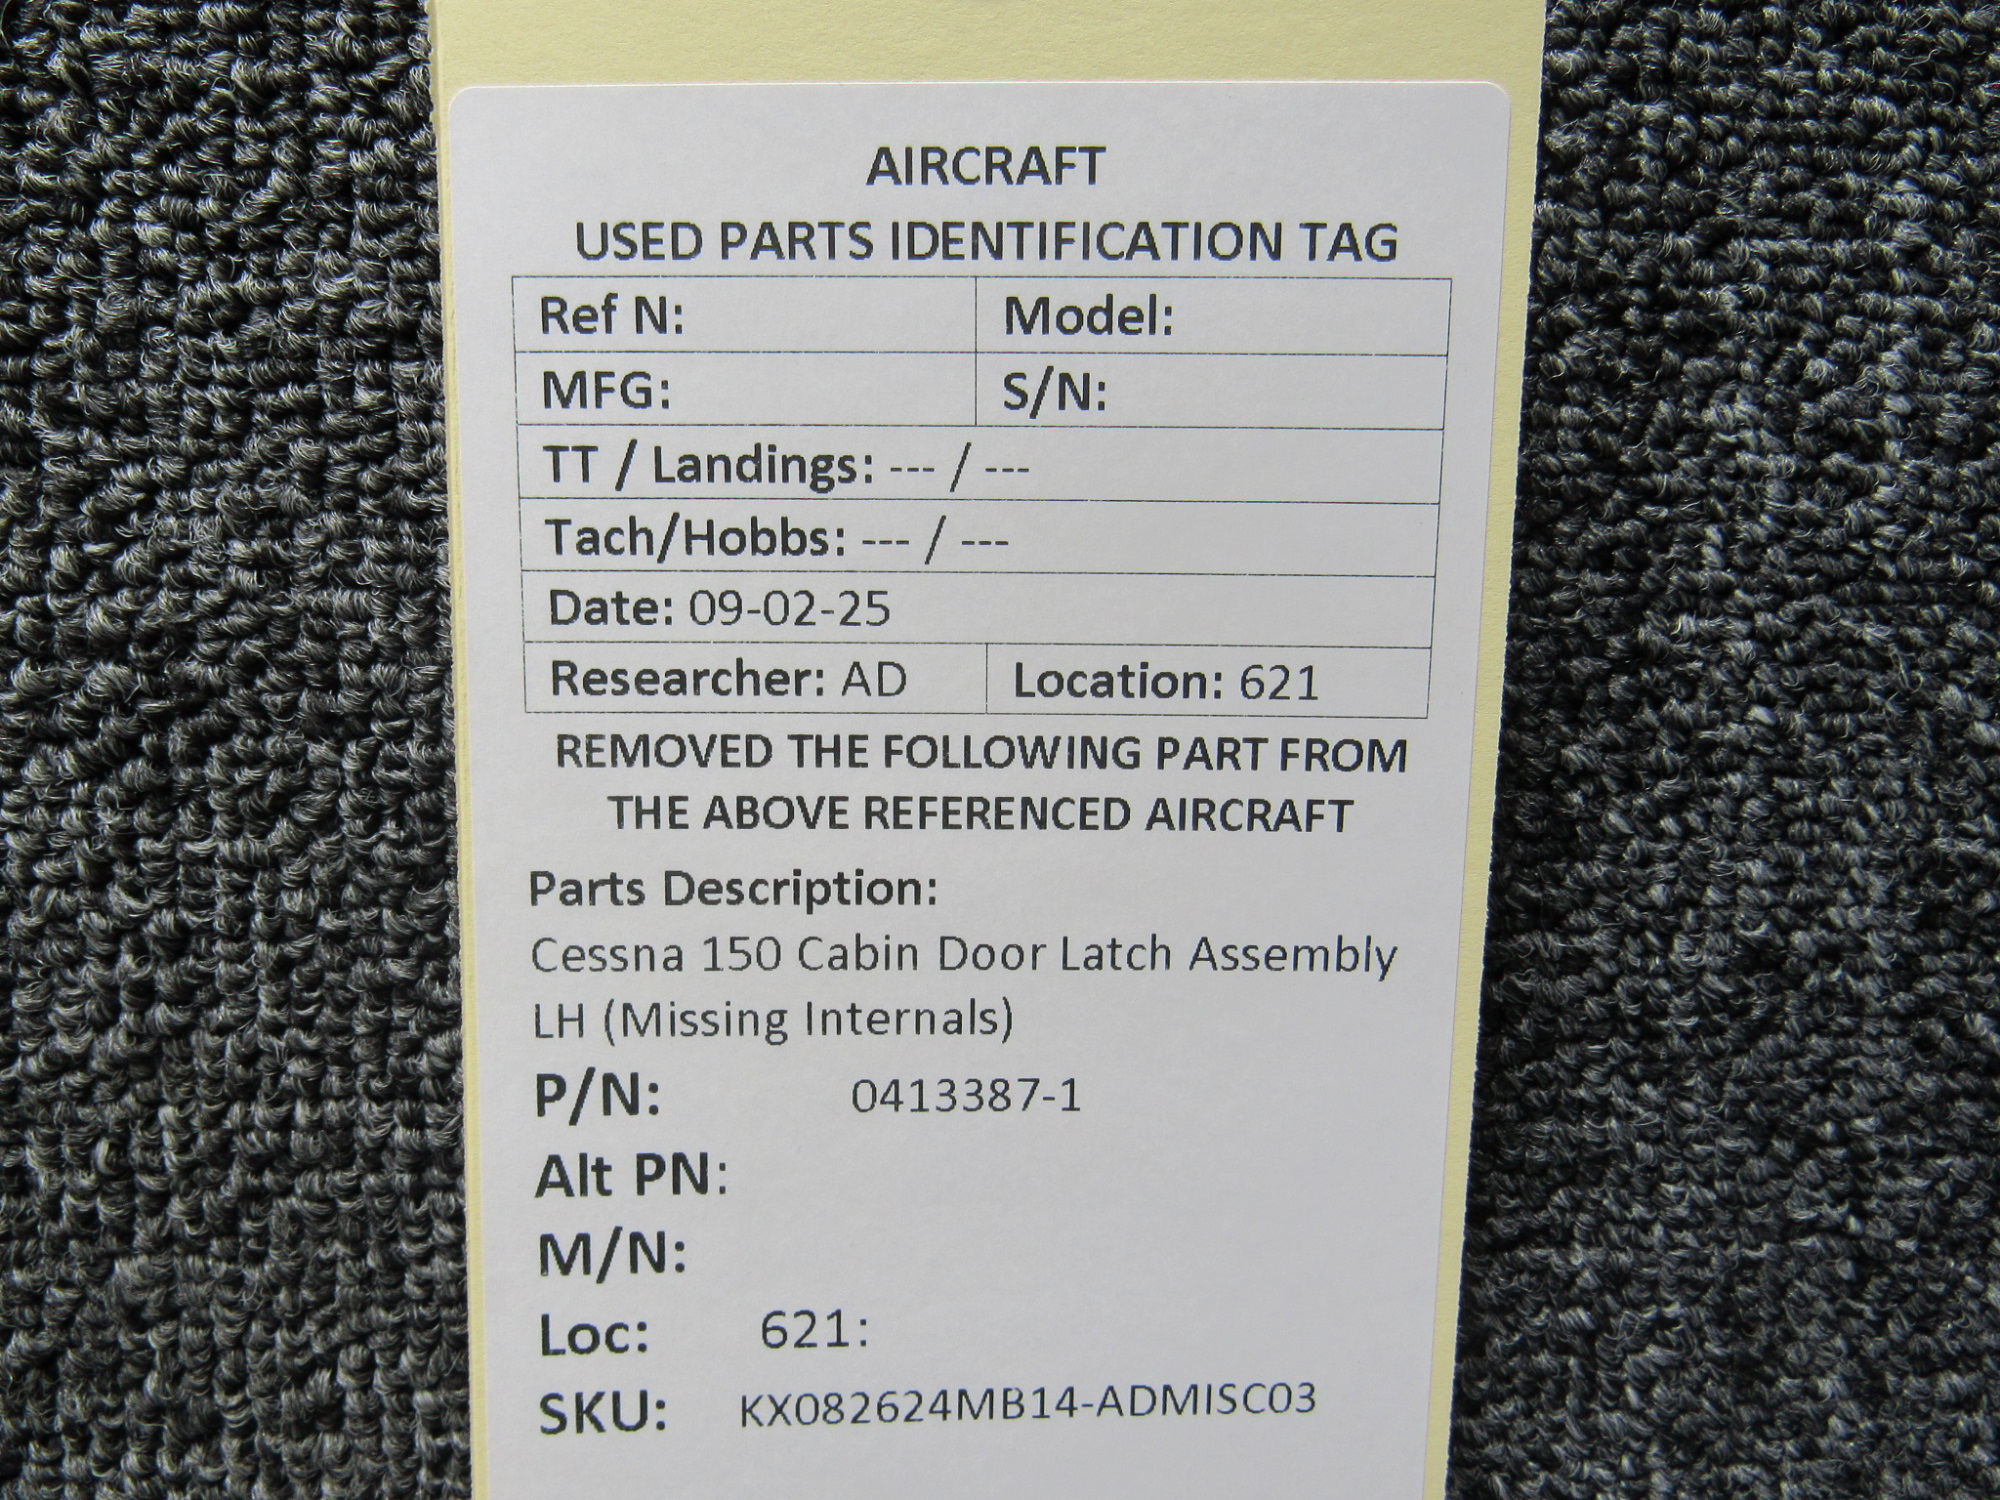 AIRCRAFT
USED PARTS IDENTIFICATION TAG
Ref N: Model:
MFG: S/N:
TT / Landings: --- / ---
Tach/Hobbs: --- / ---
Date: 09-02-25
Researcher: AD Location: 621
REMOVED THE FOLLOWING PART FROM
THE ABOVE REFERENCED AIRCRAFT
Parts Description:
Cessna 150 Cabin Door Latch Assembly
LH (Missing Internals)
P/N: 0413387-1
Alt PN:
M/N:
Loc: 621:
SKU: KX082624MB14-ADMISC03